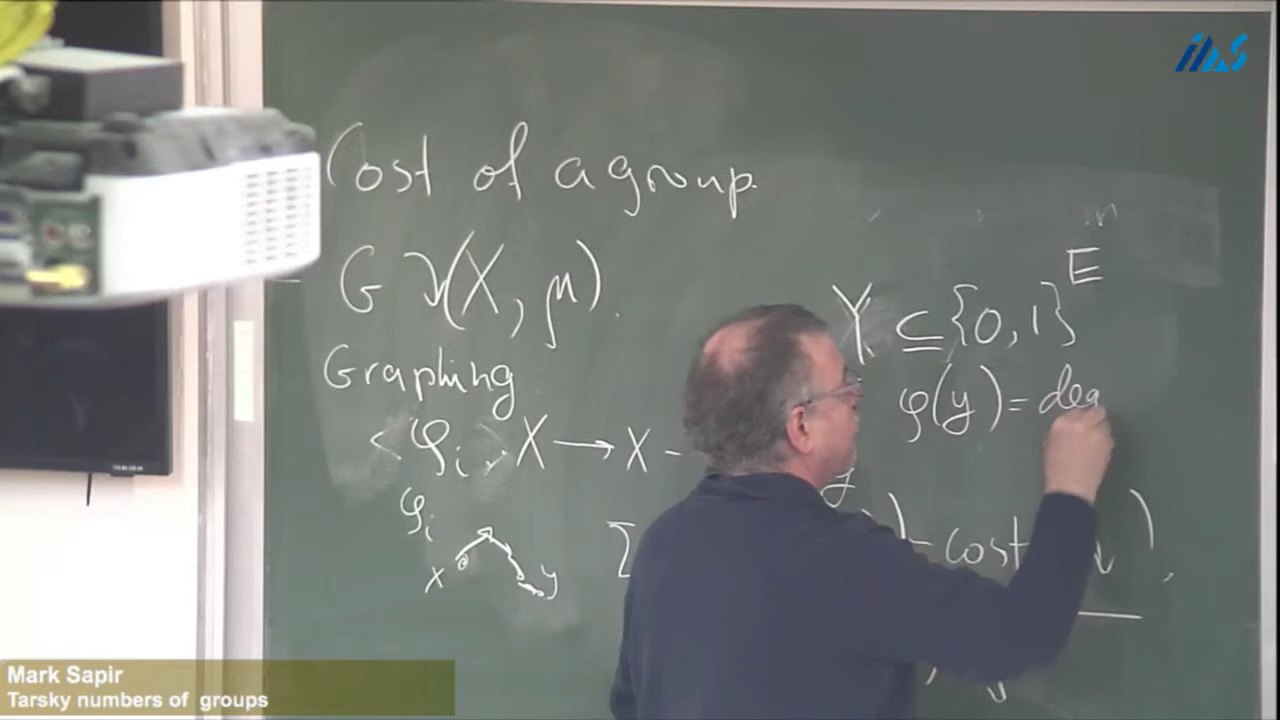 Cost of a group.
G ↷ (X, μ).
Graphing
<φi> X → X -
φi
x y
Y ⊆ {0,1}^E
φ(y) = deg
cost
Mark Sapir
Tarsky numbers of groups